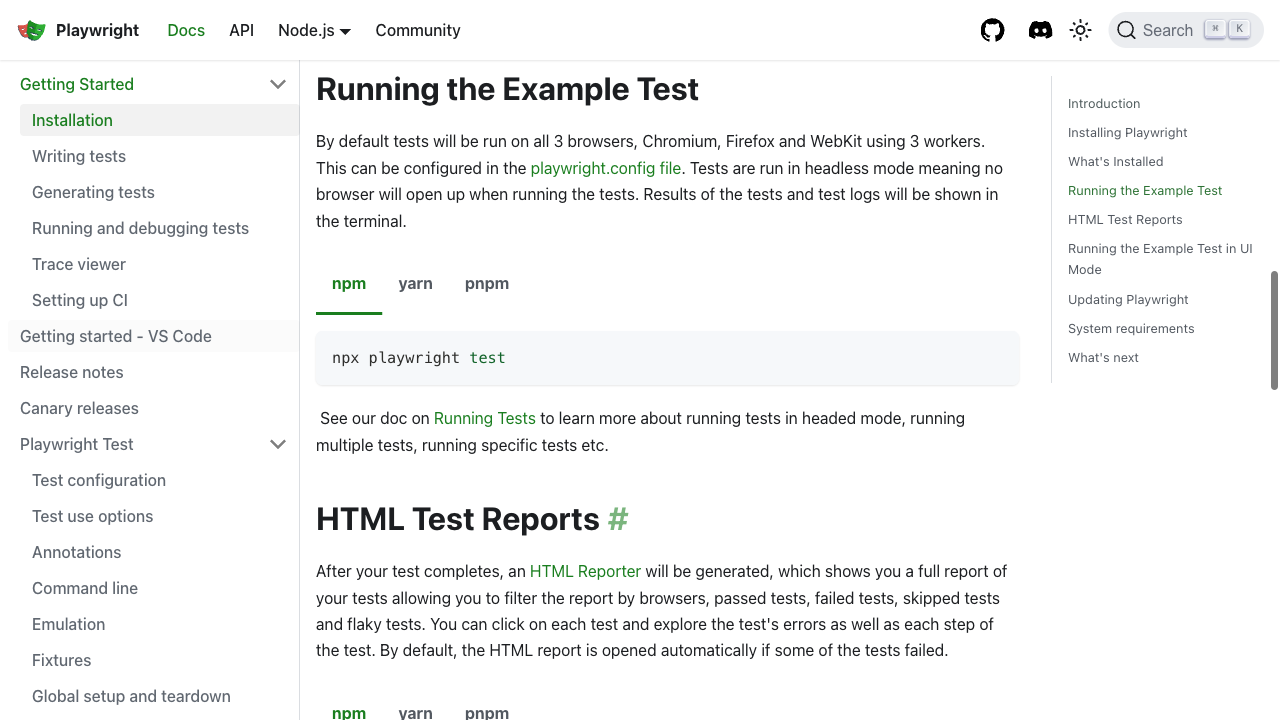 Playwright
Docs
API
Node.js
Community
Search
⌘
K
Getting Started
Installation
Writing tests
Generating tests
Running and debugging tests
Trace viewer
Setting up CI
Getting started - VS Code
Release notes
Canary releases
Playwright Test
Test configuration
Test use options
Annotations
Command line
Emulation
Fixtures
Global setup and teardown
Running the Example Test
By default tests will be run on all 3 browsers, Chromium, Firefox and WebKit using 3 workers.
This can be configured in the playwright.config file. Tests are run in headless mode meaning no
browser will open up when running the tests. Results of the tests and test logs will be shown in
the terminal.
npm
yarn
pnpm
npx playwright test
See our doc on Running Tests to learn more about running tests in headed mode, running
multiple tests, running specific tests etc.
HTML Test Reports #
After your test completes, an HTML Reporter will be generated, which shows you a full report of
your tests allowing you to filter the report by browsers, passed tests, failed tests, skipped tests
and flaky tests. You can click on each test and explore the test's errors as well as each step of
the test. By default, the HTML report is opened automatically if some of the tests failed.
npm
yarn
pnpm
Introduction
Installing Playwright
What's Installed
Running the Example Test
HTML Test Reports
Running the Example Test in UI
Mode
Updating Playwright
System requirements
What's next